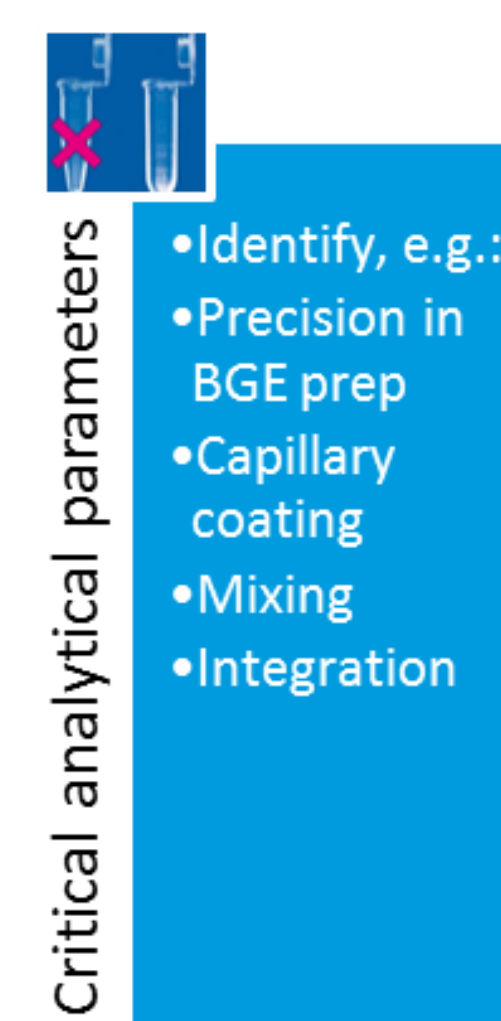 Critical analytical parameters
•Identify, e.g.:
•Precision in
BGE prep
•Capillary
coating
•Mixing
•Integration